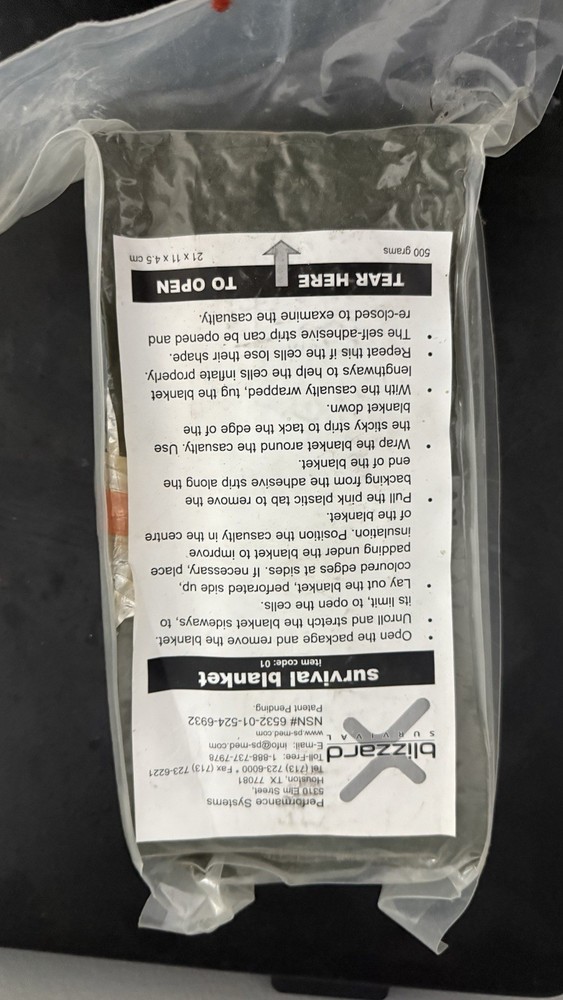 blizzard
SURVIVAL
Performance Systems
5310 Elm Street,
Houston, TX 77081
Tel (713) 723-6000 * Fax (713) 723-6221
Toll-Free: 1-888-737-7978
E-mail: info@ps-med.com
www.ps-med.com
NSN# 6532-01-524-6932
Patent Pending.
survival blanket
item code: 01
• Open the package and remove the blanket.
• Unroll and stretch the blanket sideways, to
its limit, to open the cells.
• Lay out the blanket, perforated side up,
coloured edges at sides. If necessary, place
padding under the blanket to improve
insulation. Position the casualty in the centre
of the blanket.
• Pull the pink plastic tab to remove the
backing from the adhesive strip along the
end of the blanket.
• Wrap the blanket around the casualty. Use
the sticky strip to tack the edge of the
blanket down.
• With the casualty wrapped, tug the blanket
lengthways to help the cells inflate properly.
• Repeat this if the cells lose their shape.
• The self-adhesive strip can be opened and
re-closed to examine the casualty.
TEAR HERE TO OPEN
500 grams 21 x 11 x 4.5 cm